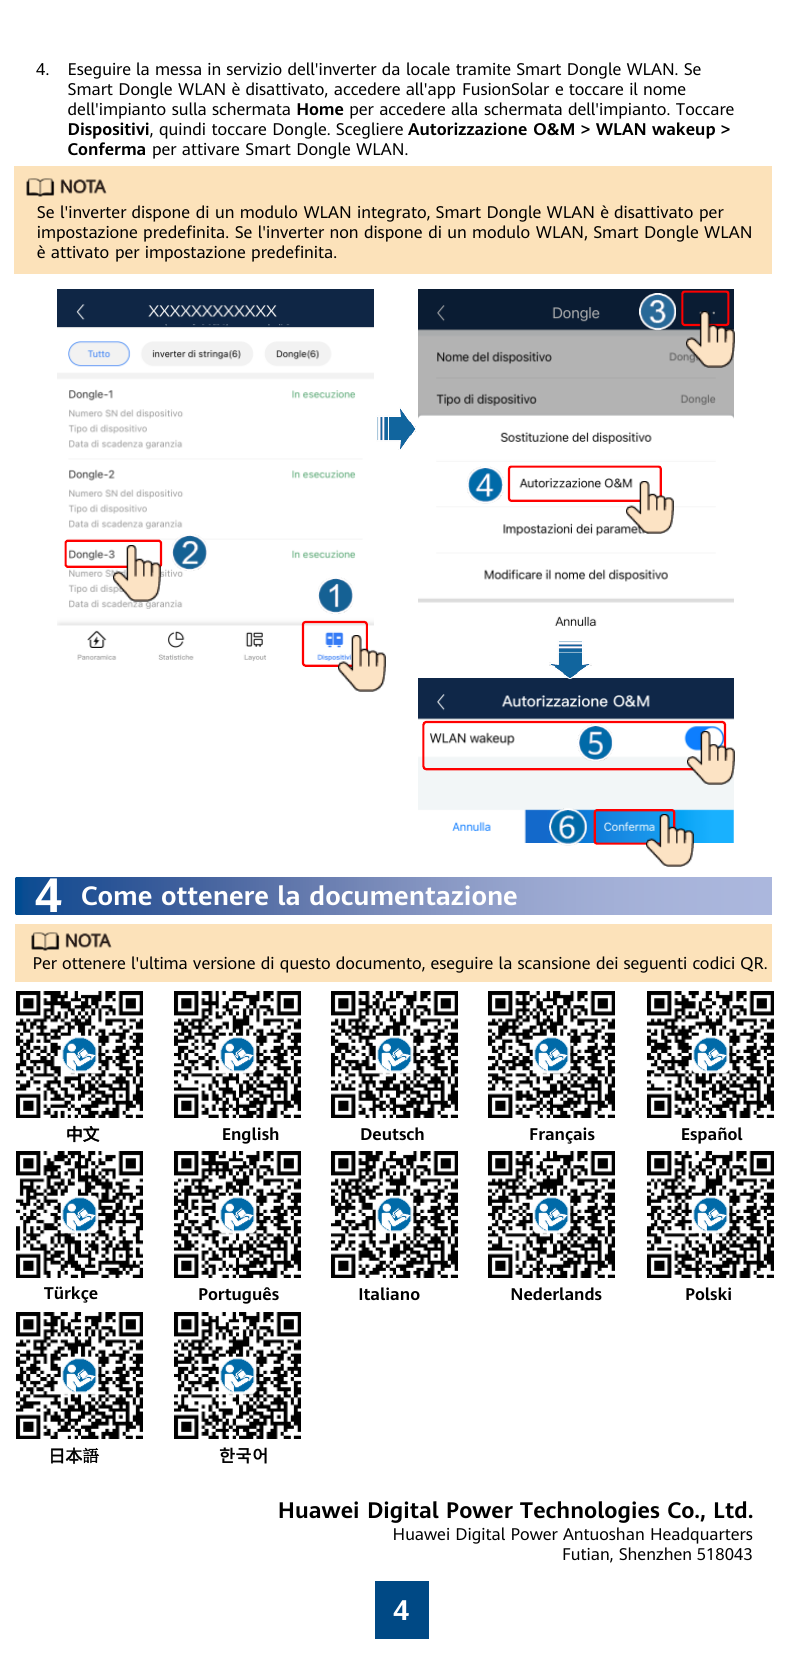 4. Eseguire la messa in servizio dell'inverter da locale tramite Smart Dongle WLAN. Se
Smart Dongle WLAN è disattivato, accedere all'app FusionSolar e toccare il nome
dell'impianto sulla schermata Home per accedere alla schermata dell'impianto. Toccare
Dispositivi, quindi toccare Dongle. Scegliere Autorizzazione O&M > WLAN wakeup >
Conferma per attivare Smart Dongle WLAN.
NOTA
Se l'inverter dispone di un modulo WLAN integrato, Smart Dongle WLAN è disattivato per
impostazione predefinita. Se l'inverter non dispone di un modulo WLAN, Smart Dongle WLAN
è attivato per impostazione predefinita.
XXXXXXXXXXXX
Tutto inverter di stringa(6) Dongle(6)
Dongle-1 In esecuzione
Numero SN del dispositivo
Tipo di dispositivo
Data di scadenza garanzia
Dongle-2 In esecuzione
Numero SN del dispositivo
Tipo di dispositivo
Data di scadenza garanzia
Dongle-3 2 In esecuzione
Numero
Tipo di
Data di scadenza garanzia
1
Panoramica Statistiche Layout Dispositivi
Dongle 3
Nome del dispositivo
Tipo di dispositivo Dongle
Sostituzione del dispositivo
4 Autorizzazione O&M
Impostazioni dei
Modificare il nome del dispositivo
Annulla
Autorizzazione O&M
WLAN wakeup 5
Annulla 6 Conferma
4 Come ottenere la documentazione
NOTA
Per ottenere l'ultima versione di questo documento, eseguire la scansione dei seguenti codici QR.
中文 English Deutsch Français Español
Türkçe Português Italiano Nederlands Polski
日本語 한국어
Huawei Digital Power Technologies Co., Ltd.
Huawei Digital Power Antuoshan Headquarters
Futian, Shenzhen 518043
4